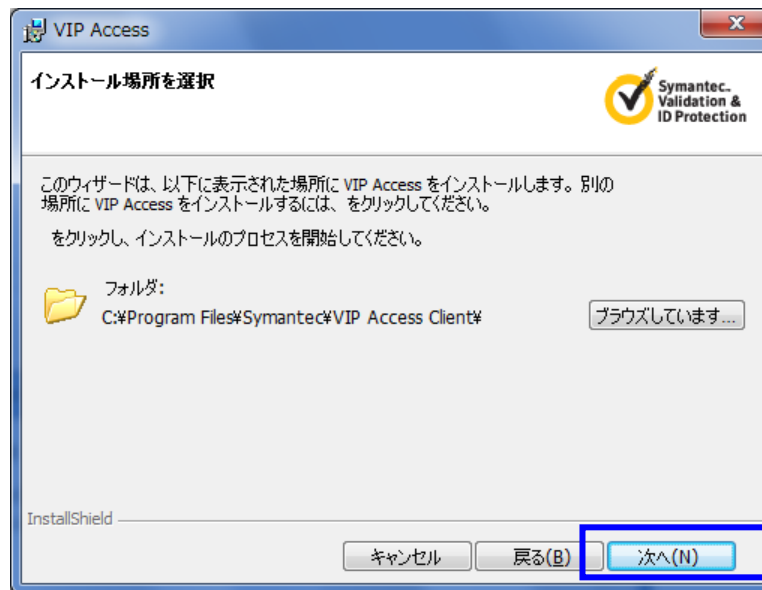 VIP Access
インストール場所を選択
Symantec™
Validation &
ID Protection
このウィザードは、以下に表示された場所に VIP Access をインストールします。別の
場所に VIP Access をインストールするには、をクリックしてください。
をクリックし、インストールのプロセスを開始してください。
フォルダ:
C:¥Program Files¥Symantec¥VIP Access Client¥
ブラウズしています...
InstallShield
キャンセル 戻る(B) 次へ(N)